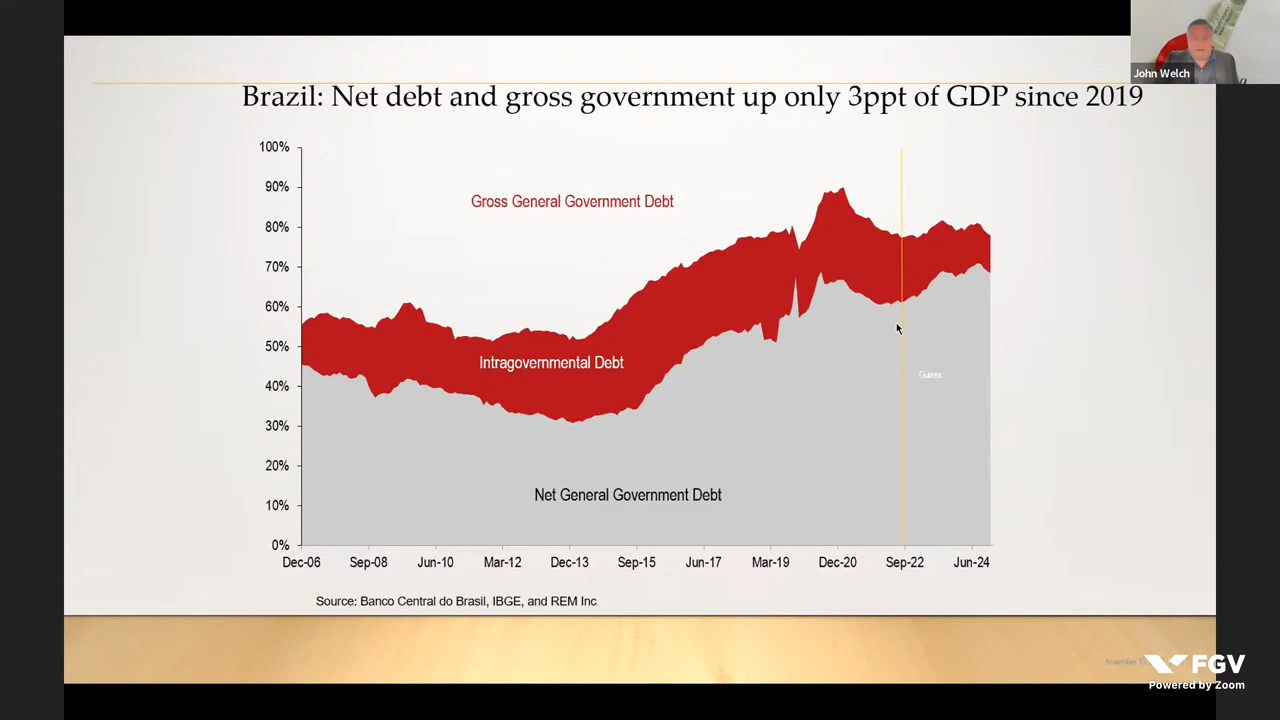 John Welch
Brazil: Net debt and gross government up only 3ppt of GDP since 2019
100%
90%
80%
70%
60%
50%
40%
30%
20%
10%
0%
Gross General Government Debt
Intragovernmental Debt
Guess
Net General Government Debt
Dec-06 Sep-08 Jun-10 Mar-12 Dec-13 Sep-15 Jun-17 Mar-19 Dec-20 Sep-22 Jun-24
Source: Banco Central do Brasil, IBGE, and REM Inc.
November
FGV
Powered by Zoom